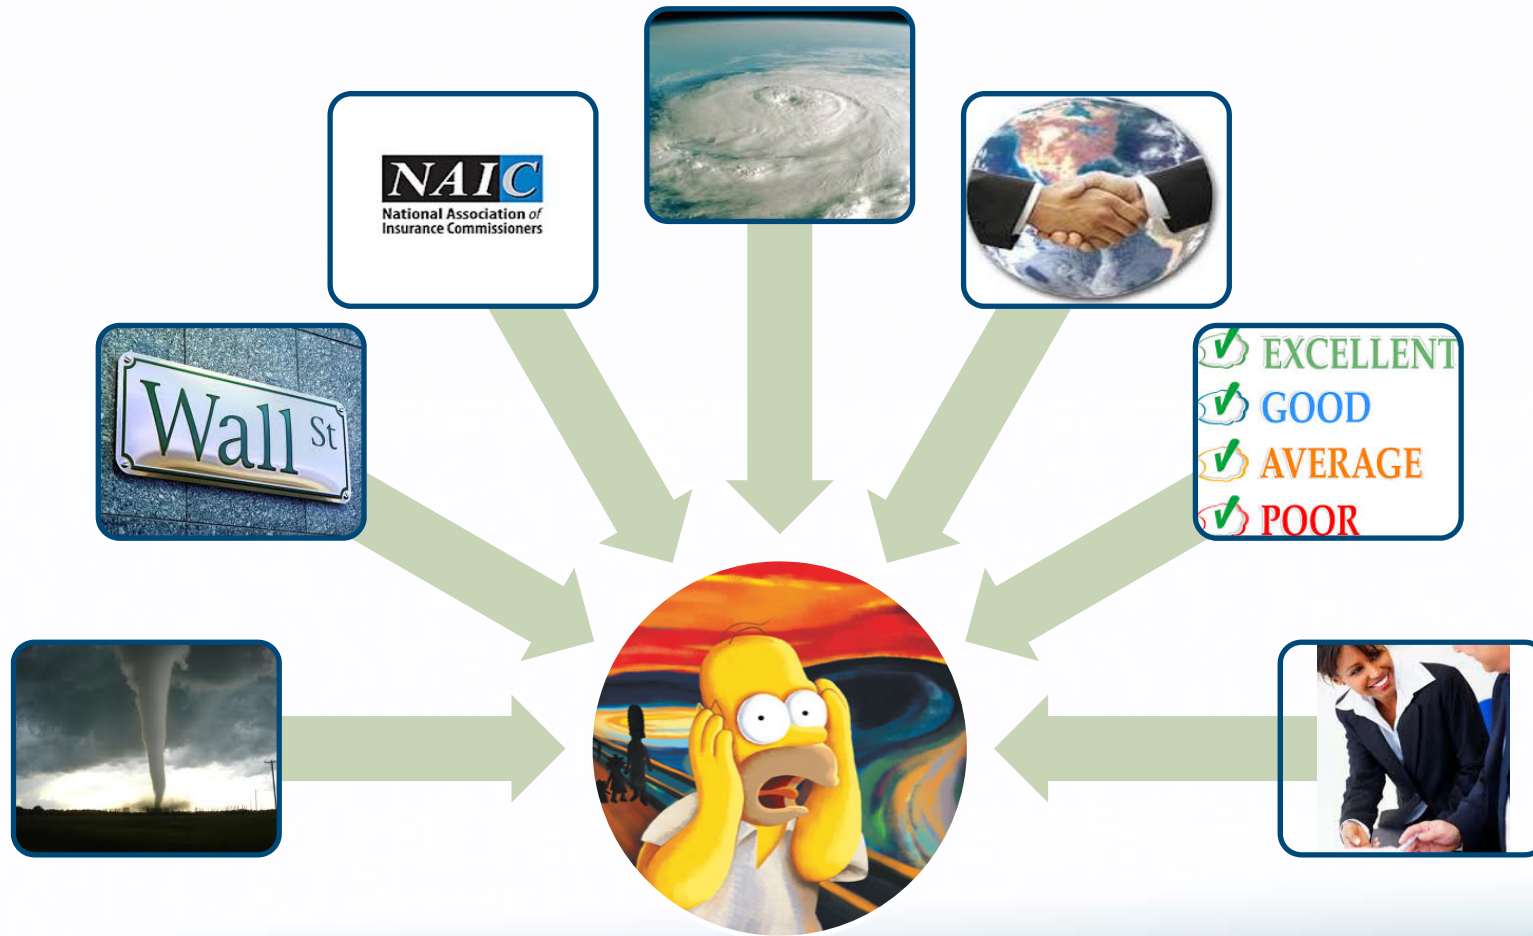 NAIC
National Association of
Insurance Commissioners
Wall St
EXCELLENT
GOOD
AVERAGE
POOR